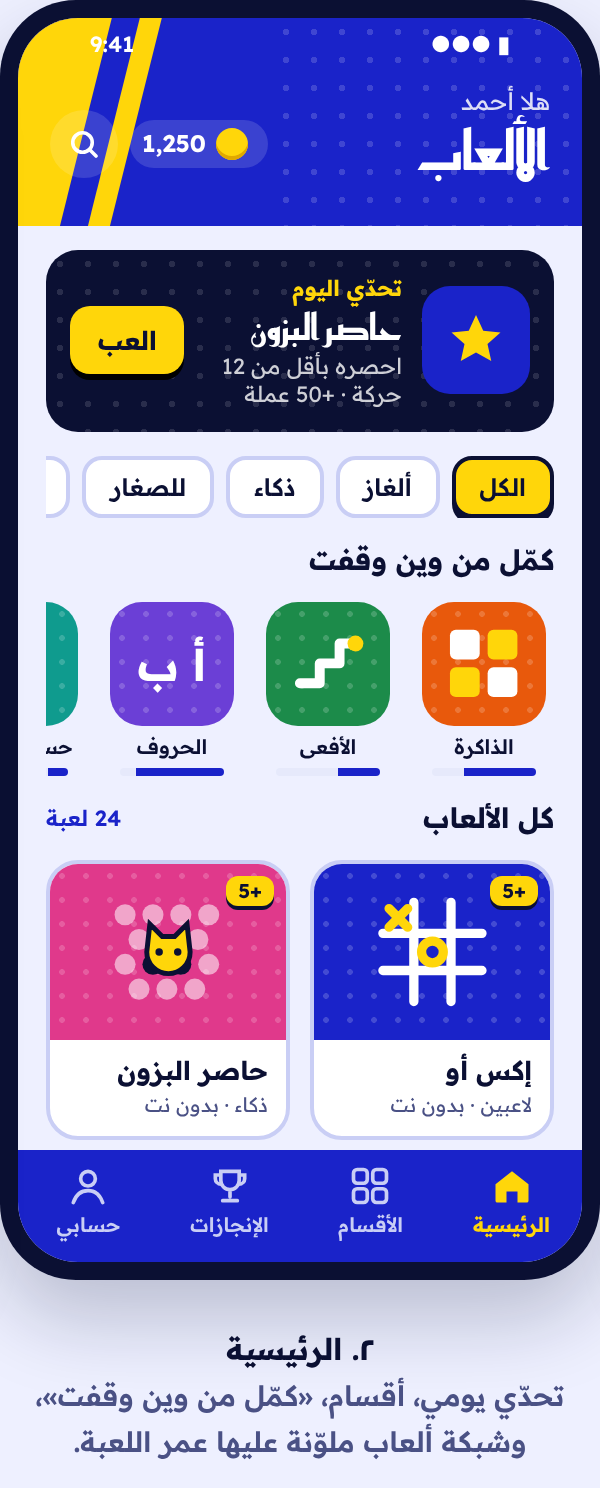 9:41
هلا أحمد
الألعاب
1,250
تحدّي اليوم
حاصر البزون
احصره بأقل من 12
حركة · +50 عملة
العب
الكل
ألغاز
ذكاء
للصغار
كمّل من وين وقفت
أ ب
الذاكرة
الأفعى
الحروف
حس
كل الألعاب
24 لعبة
+5
+5
إكس أو
لاعبين · بدون نت
حاصر البزون
ذكاء · بدون نت
الرئيسية
الأقسام
الإنجازات
حسابي
٢. الرئيسية
تحدّي يومي، أقسام، «كمّل من وين وقفت»،
وشبكة ألعاب ملوّنة عليها عمر اللعبة.